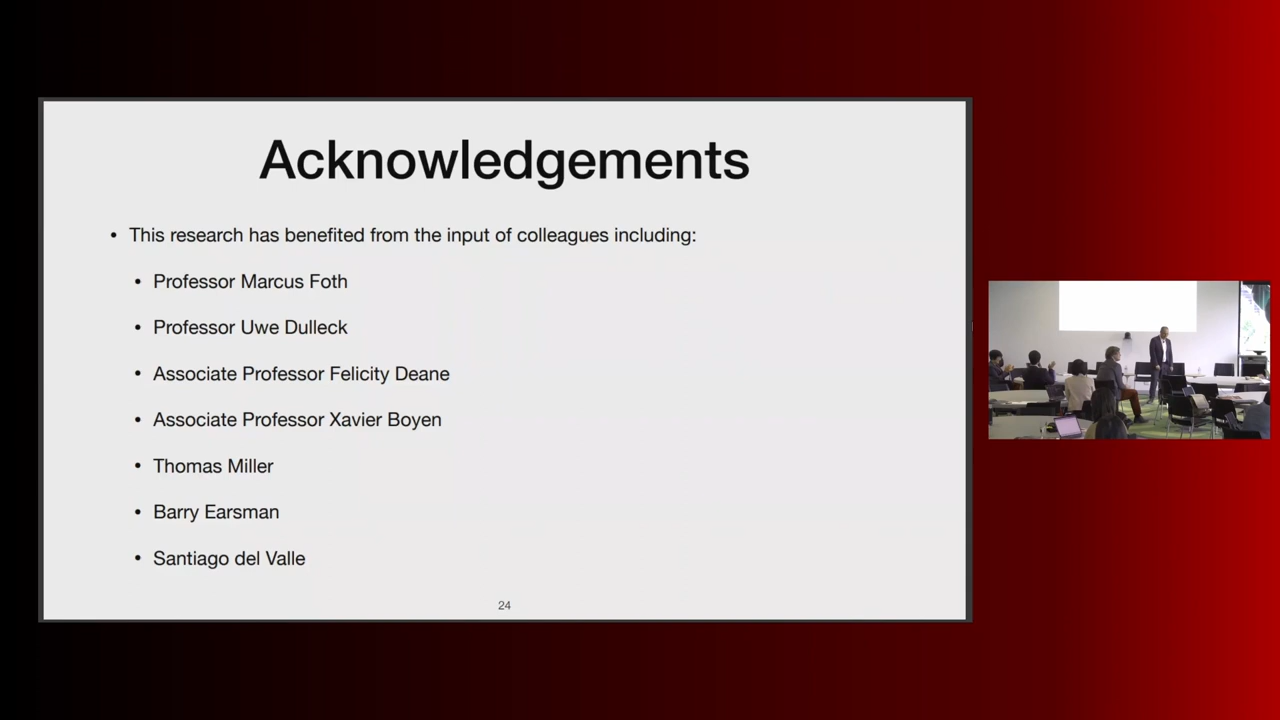 Acknowledgements
• This research has benefited from the input of colleagues including:
• Professor Marcus Foth
• Professor Uwe Dulleck
• Associate Professor Felicity Deane
• Associate Professor Xavier Boyen
• Thomas Miller
• Barry Earsman
• Santiago del Valle
24